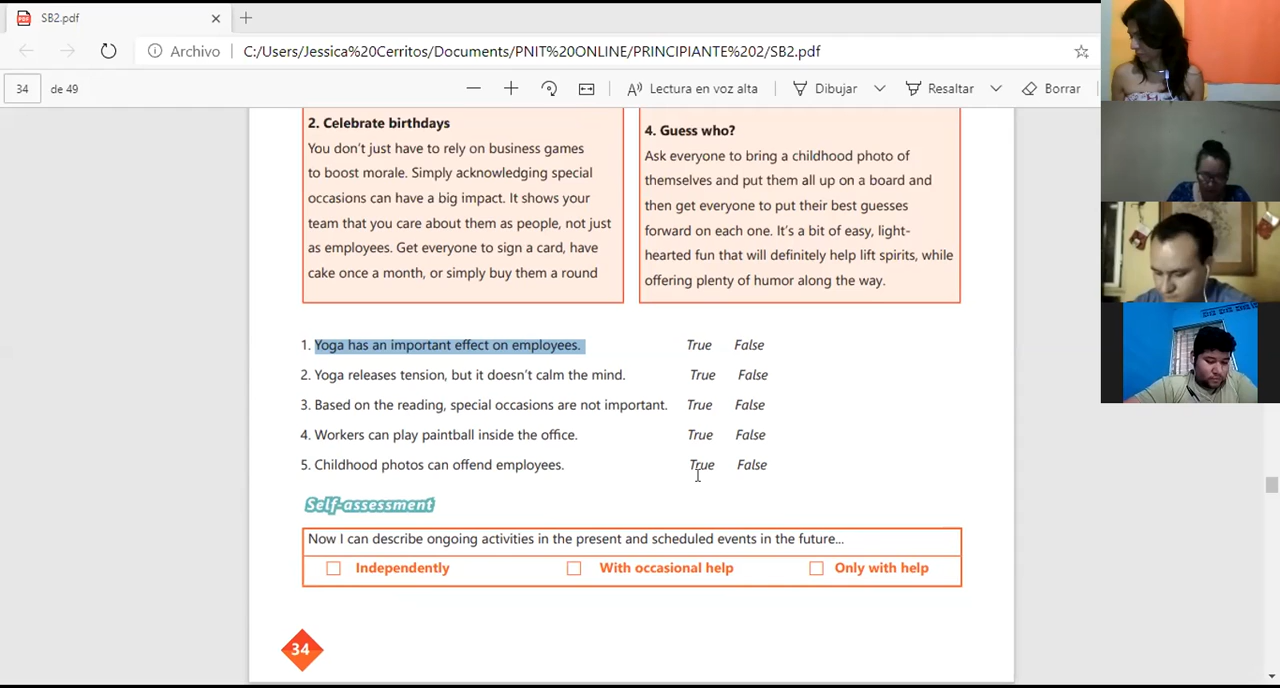 SB2.pdf
Archivo
C:/Users/Jessica%20Cerritos/Documents/PNIT%20ONLINE/PRINCIPIANTE%202/SB2.pdf
34 de 49
Lectura en voz alta
Dibujar
Resaltar
Borrar
2. Celebrate birthdays
You don't just have to rely on business games
to boost morale. Simply acknowledging special
occasions can have a big impact. It shows your
team that you care about them as people, not just
as employees. Get everyone to sign a card, have
cake once a month, or simply buy them a round
4. Guess who?
Ask everyone to bring a childhood photo of
themselves and put them all up on a board and
then get everyone to put their best guesses
forward on each one. It's a bit of easy, light-
hearted fun that will definitely help lift spirits, while
offering plenty of humor along the way.
1. Yoga has an important effect on employees. True False
2. Yoga releases tension, but it doesn't calm the mind. True False
3. Based on the reading, special occasions are not important. True False
4. Workers can play paintball inside the office. True False
5. Childhood photos can offend employees. True False
Self-assessment
Now I can describe ongoing activities in the present and scheduled events in the future...
Independently With occasional help Only with help
34